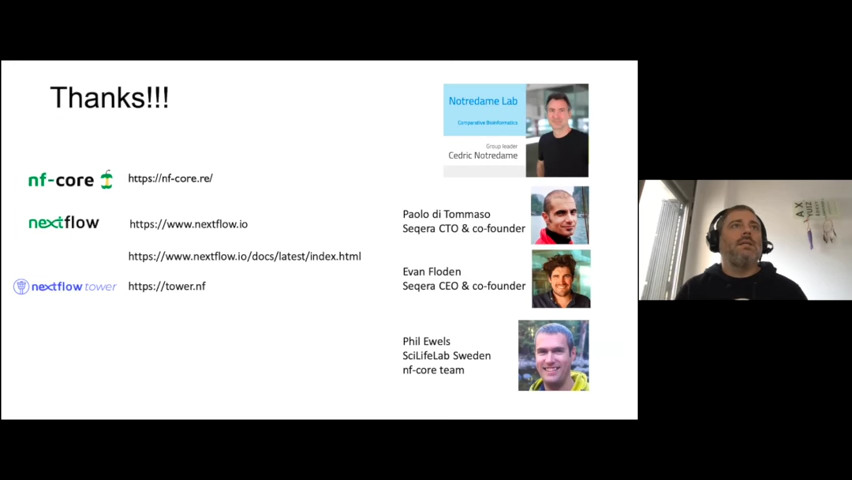 Thanks!!!
nf-core
https://nf-core.re/
nextflow
https://www.nextflow.io
https://www.nextflow.io/docs/latest/index.html
nextflow tower
https://tower.nf
Notredame Lab
Comparative Bioinformatics
Group leader
Cedric Notredame
Paolo di Tommaso
Seqera CTO & co-founder
Evan Floden
Seqera CEO & co-founder
Phil Ewels
SciLifeLab Sweden
nf-core team